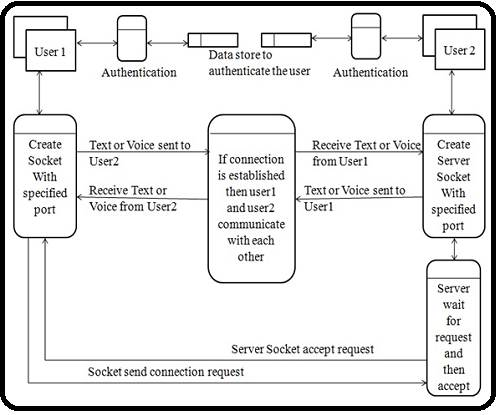 User 1
Authentication
Data store to
authenticate the user
Authentication
User 2
Create
Socket
With
specified
port
Text or Voice sent to
User2
Receive Text or
Voice from User2
If connection
is established
then user1
and user2
communicate
with each
other
Receive Text or Voice
from User1
Text or Voice sent to
User1
Create
Server
Socket
With
specified
port
Server
wait
for
request
and
then
accept
Server Socket accept request
Socket send connection request